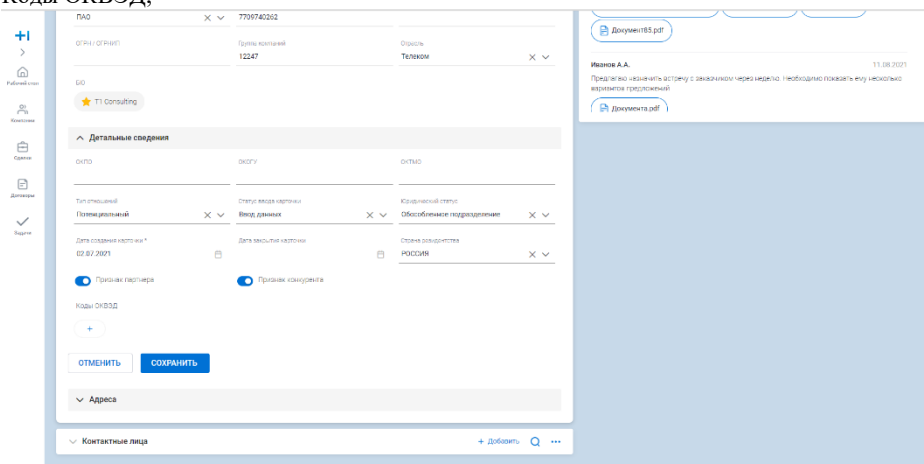 Коды ОКВЭД;
ПАО
7709740262
Документ85.pdf
ОГРН / ОГРНИП
Группа компаний
Отрасль
12247
Телеком
Рабочий стол
Компании
Сделки
Договоры
Задачи
Иванов А.А.
11.08.2021
Предлагаю назначить встречу с заказчиком через неделю. Необходимо показать ему несколько
вариантов предложений
Документа.pdf
БЮ
T1 Consulting
Детальные сведения
ОКПО
ОКОГУ
ОКТМО
Тип отношений
Статус ввода карточки
Юридический статус
Потенциальный
Ввод данных
Обособленное подразделение
Дата создания карточки *
Дата закрытия карточки
Страна резидентства
02.07.2021
РОССИЯ
Признак партнера
Признак конкурента
Коды ОКВЭД
+
ОТМЕНИТЬ
СОХРАНИТЬ
Адреса
Контактные лица
+ Добавить